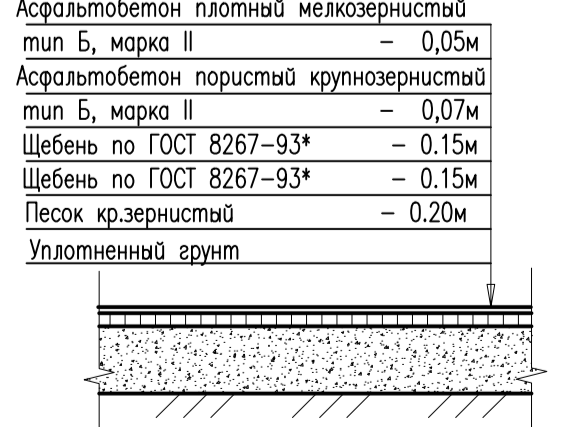 Асфальтобетон плотный мелкозернистый
тип Б, марка II – 0,05м
Асфальтобетон пористый крупнозернистый
тип Б, марка II – 0,07м
Щебень по ГОСТ 8267-93* – 0.15м
Щебень по ГОСТ 8267-93* – 0.15м
Песок кр.зернистый – 0.20м
Уплотненный грунт